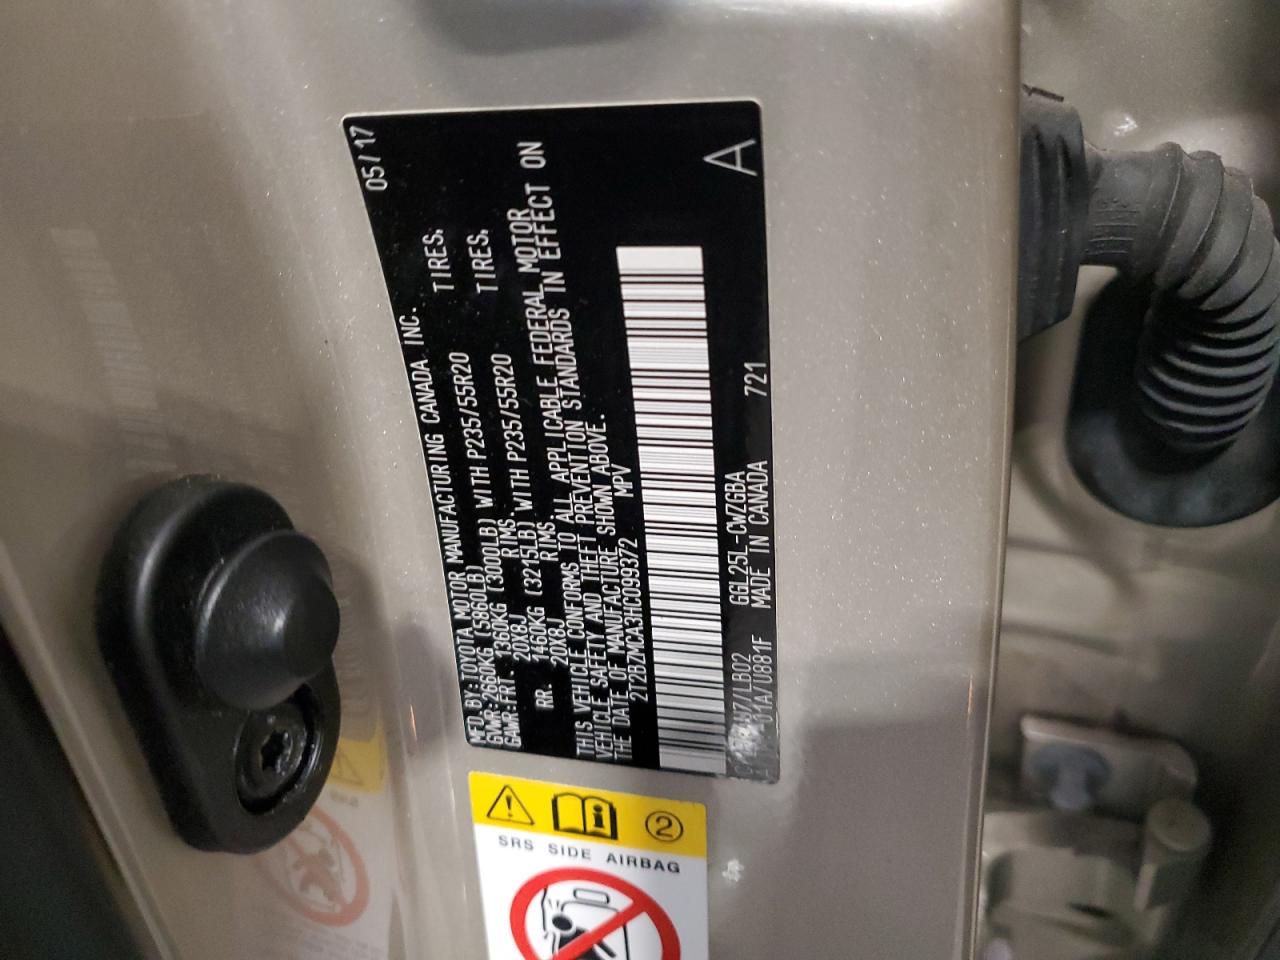 MFD. BY: TOYOTA MOTOR MANUFACTURING CANADA INC. 05/17
GVWR: 2660KG (5860LB)
GAWR: FRT. 1360KG (3000LB) WITH P235/55R20 TIRES,
20X8J RIMS,
RR. 1460KG (3215LB) WITH P235/55R20 TIRES,
20X8J RIMS,
THIS VEHICLE CONFORMS TO ALL APPLICABLE FEDERAL MOTOR
VEHICLE SAFETY AND THEFT PREVENTION STANDARDS IN EFFECT ON
THE DATE OF MANUFACTURE SHOWN ABOVE.
2T2BZMCA3HC099372 MPV
A
/LB02 GGL25L-CWZGBA
01A/U881F MADE IN CANADA 721
2
SRS SIDE AIRBAG